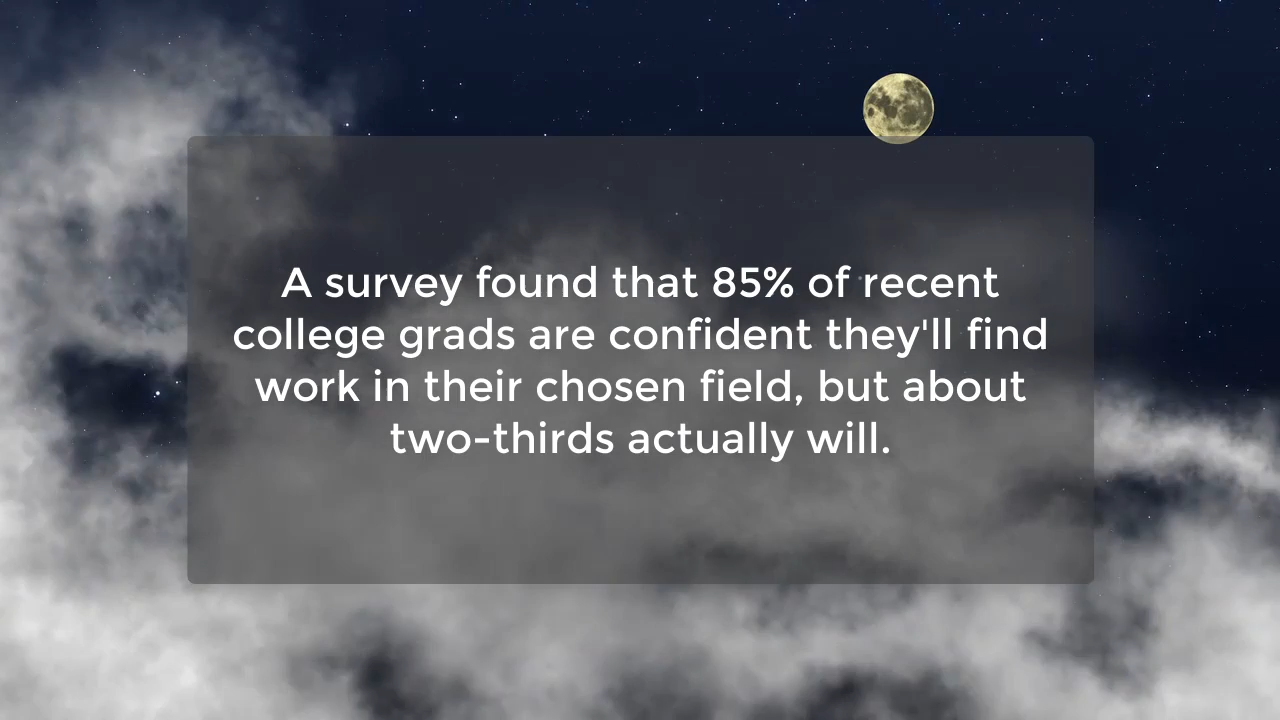 A survey found that 85% of recent
college grads are confident they'll find
work in their chosen field, but about
two-thirds actually will.